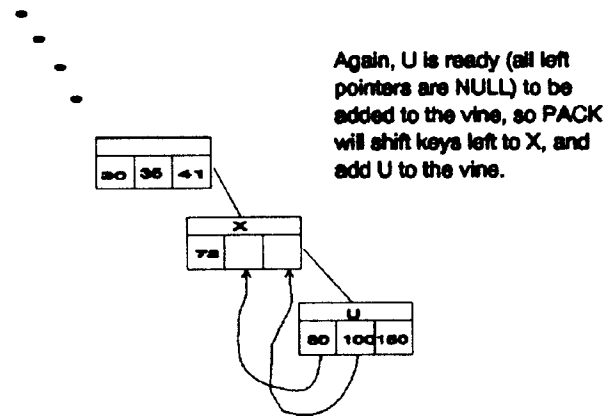 Again, U is ready (all left
pointers are NULL) to be
added to the vine, so PACK
will shift keys left to X, and
add U to the vine.
30 35 41
X
72
U
80 100 150